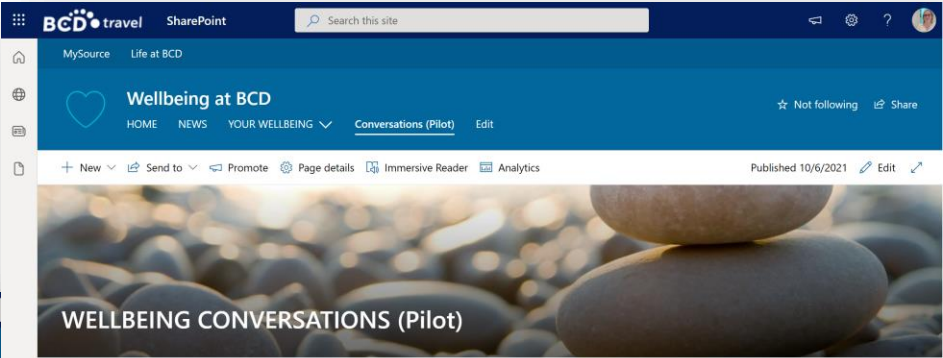 BCD travel SharePoint Search this site ?
MySource Life at BCD
Wellbeing at BCD
Not following Share
HOME NEWS YOUR WELLBEING Conversations (Pilot) Edit
New Send to Promote Page details Immersive Reader Analytics Published 10/6/2021 Edit
WELLBEING CONVERSATIONS (Pilot)